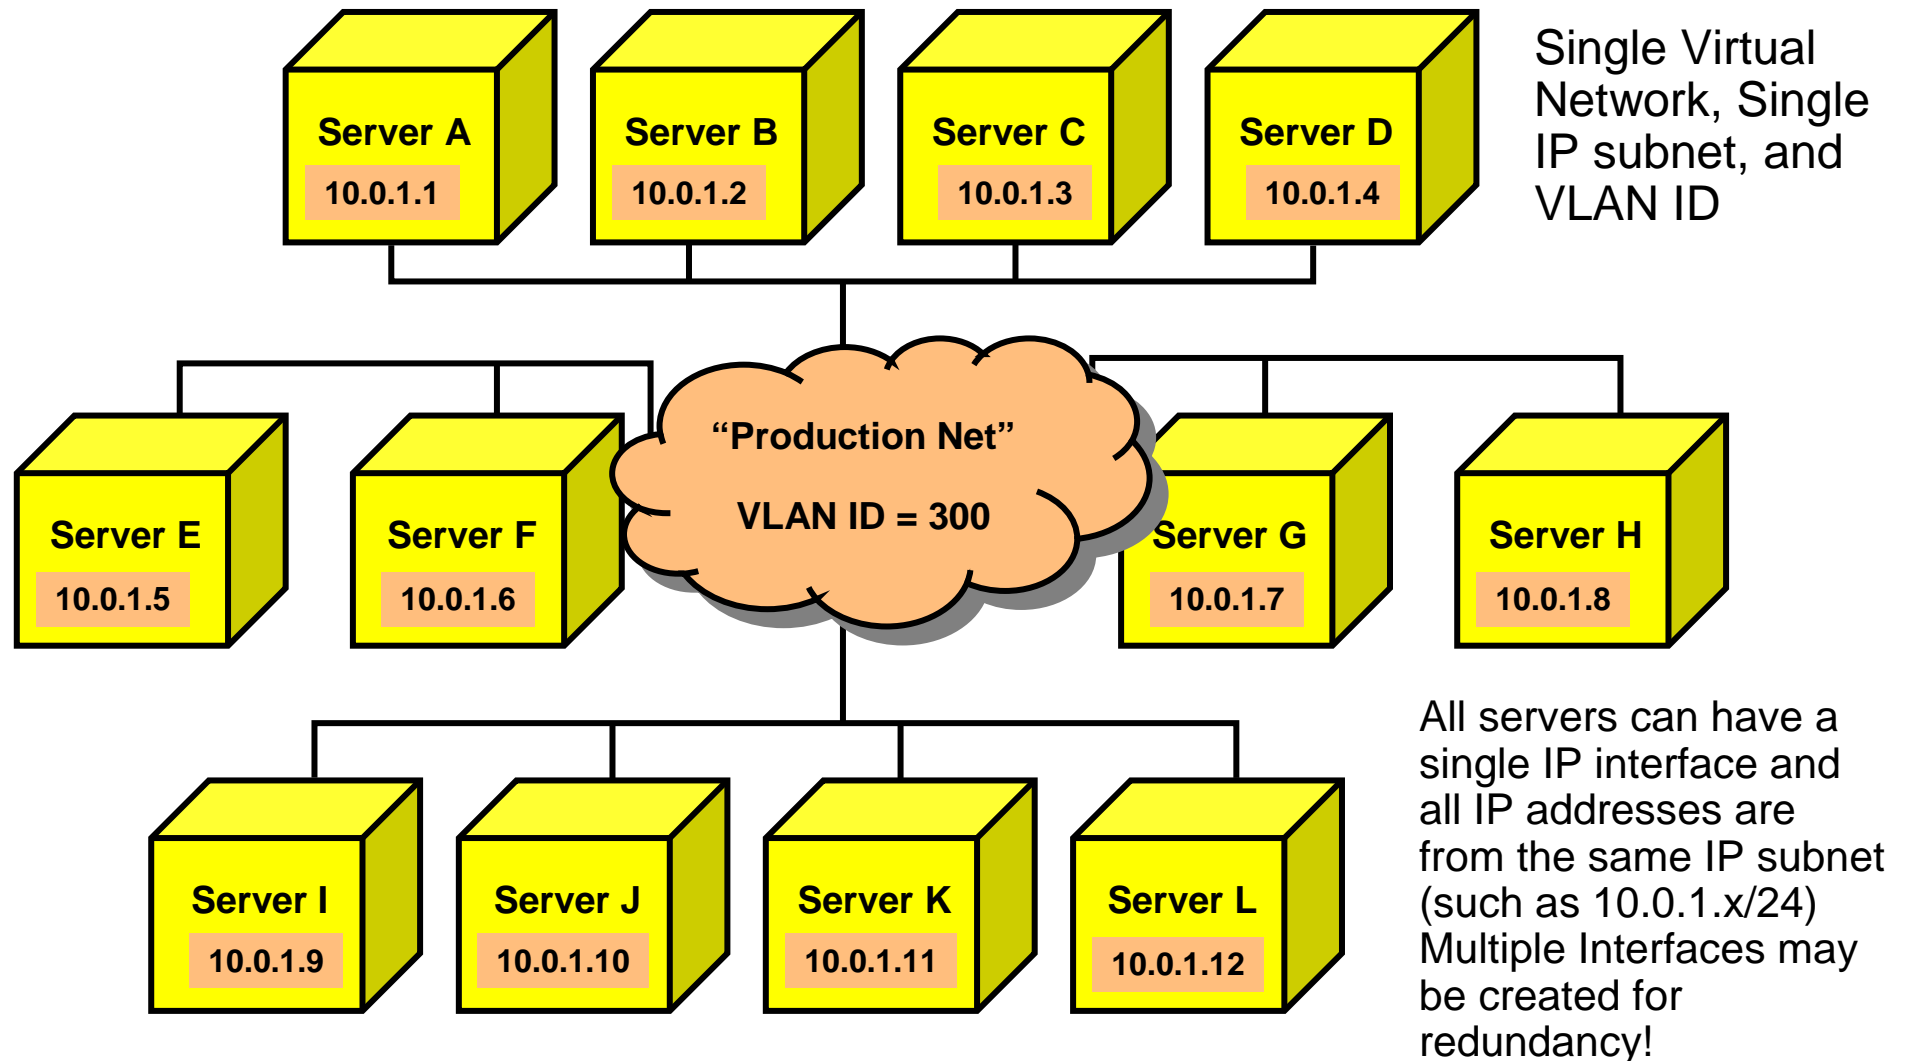 Single Virtual
Network, Single
IP subnet, and
VLAN ID
Server A
10.0.1.1
Server B
10.0.1.2
Server C
10.0.1.3
Server D
10.0.1.4
“Production Net”
VLAN ID = 300
Server E
10.0.1.5
Server F
10.0.1.6
Server G
10.0.1.7
Server H
10.0.1.8
All servers can have a
single IP interface and
all IP addresses are
from the same IP subnet
(such as 10.0.1.x/24)
Multiple Interfaces may
be created for
redundancy!
Server I
10.0.1.9
Server J
10.0.1.10
Server K
10.0.1.11
Server L
10.0.1.12